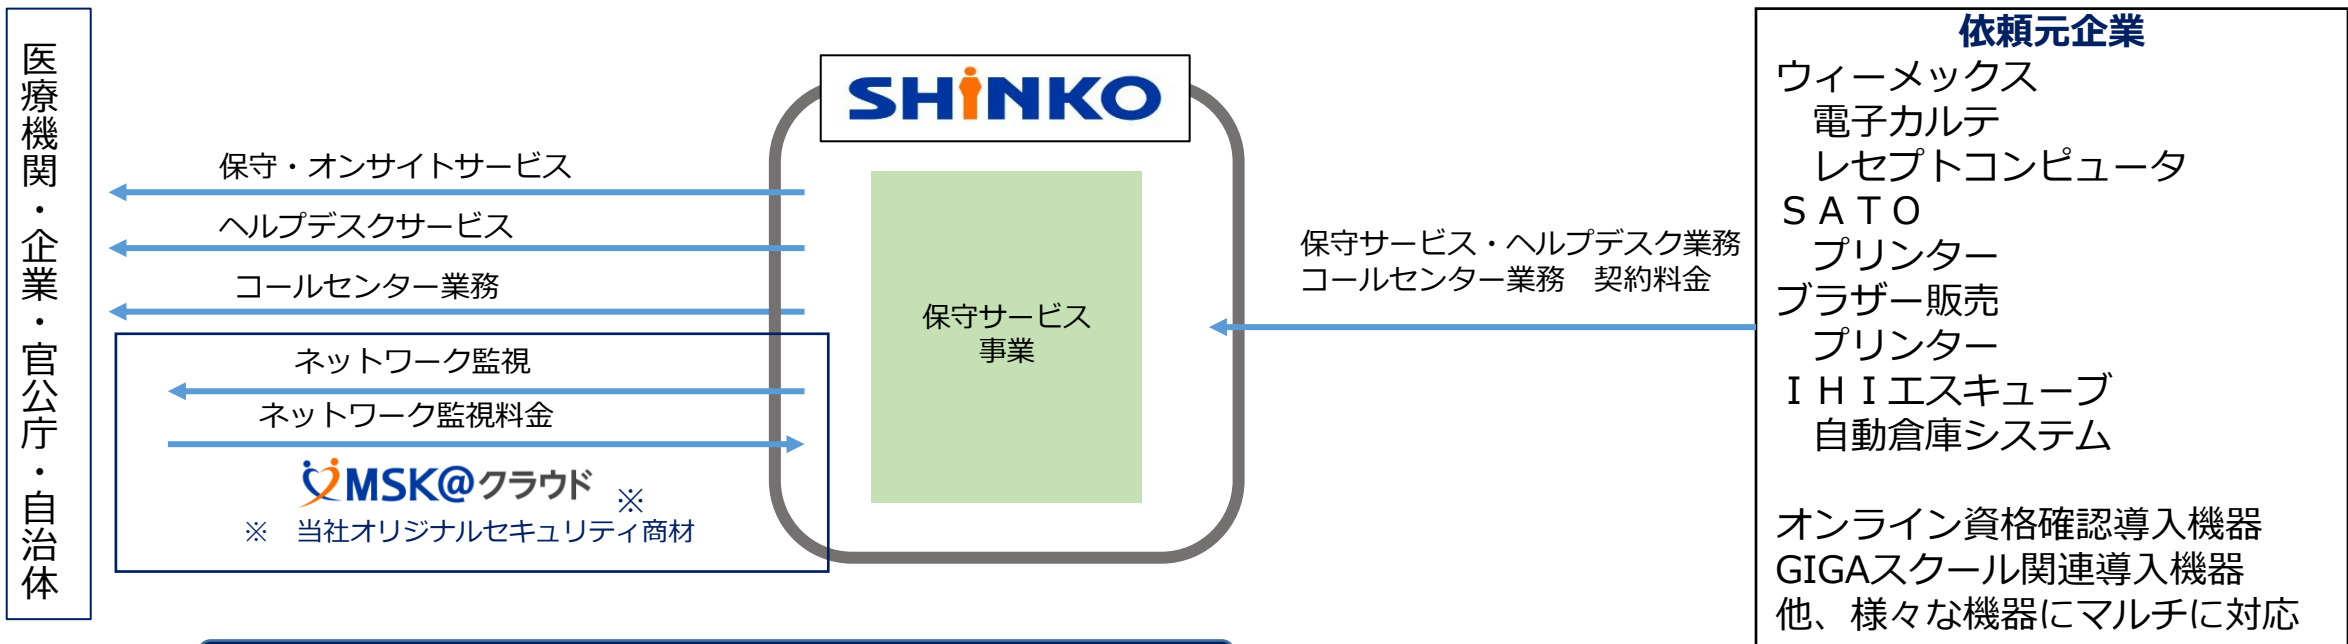 医療機関・企業・官公庁・自治体
SHiNKO
保守・オンサイトサービス
ヘルプデスクサービス
コールセンター業務
ネットワーク監視
ネットワーク監視料金
MSK@クラウド ※
※ 当社オリジナルセキュリティ商材
保守サービス
事業
保守サービス・ヘルプデスク業務
コールセンター業務 契約料金
依頼元企業
ウィーメックス
電子カルテ
レセプトコンピュータ
ＳＡＴＯ
プリンター
ブラザー販売
プリンター
ＩＨＩエスキューブ
自動倉庫システム
オンライン資格確認導入機器
GIGAスクール関連導入機器
他、様々な機器にマルチに対応